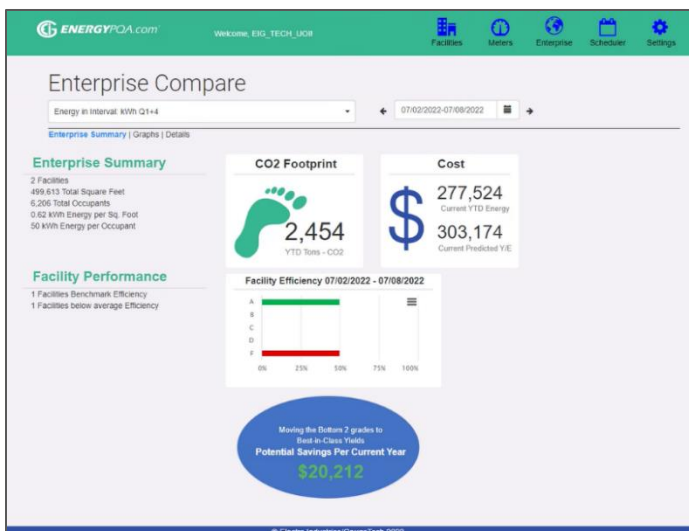 ENERGYPQA.com
Welcome, EIG_TECH_UOII
Facilities
Meters
Enterprise
Scheduler
Settings
Enterprise Compare
Energy in Interval: kWh Q1+4
07/02/2022-07/08/2022
Enterprise Summary | Graphs | Details
Enterprise Summary
2 Facilities
499,613 Total Square Feet
6,206 Total Occupants
0.62 kWh Energy per Sq. Foot
50 kWh Energy per Occupant
CO2 Footprint
2,454
YTD Tons - CO2
Cost
$
277,524
Current YTD Energy
303,174
Current Predicted Y/E
Facility Performance
1 Facilities Benchmark Efficiency
1 Facilities below average Efficiency
Facility Efficiency 07/02/2022 - 07/08/2022
A
B
C
D
F
0% 25% 50% 75% 100%
Moving the Bottom 2 grades to
Best-in-Class Yields
Potential Savings Per Current Year
$20,212